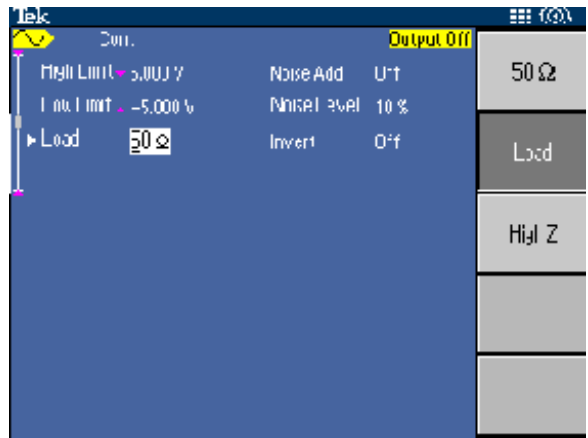 Tek
Cont. Output Off
High Limit 5.000 V Noise Add Off
Low Limit -5.000 V Noise Level 10 %
Load 50 Ω Invert Off
50 Ω
Load
High Z